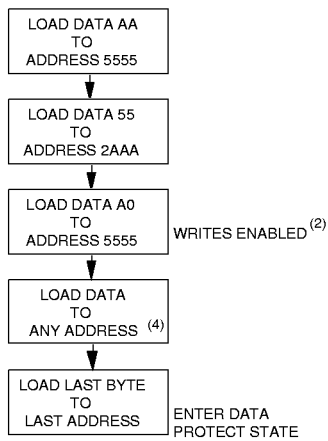 LOAD DATA AA
TO
ADDRESS 5555
LOAD DATA 55
TO
ADDRESS 2AAA
LOAD DATA A0
TO
ADDRESS 5555
WRITES ENABLED (2)
LOAD DATA
TO
ANY ADDRESS (4)
LOAD LAST BYTE
TO
LAST ADDRESS
ENTER DATA
PROTECT STATE